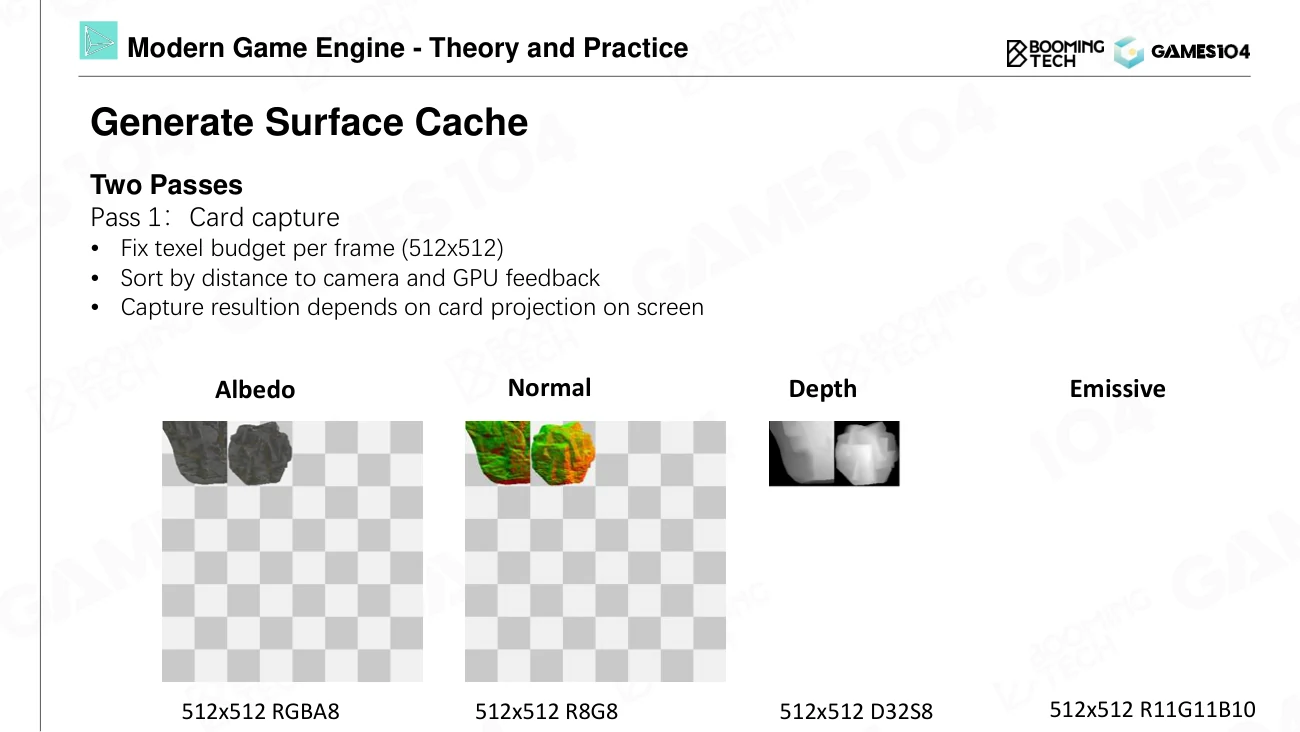 Modern Game Engine - Theory and Practice
BOOMING
TECH
GAMES104
Generate Surface Cache
Two Passes
Pass 1： Card capture
• Fix texel budget per frame (512x512)
• Sort by distance to camera and GPU feedback
• Capture resultion depends on card projection on screen
Albedo
Normal
Depth
Emissive
512x512 RGBA8
512x512 R8G8
512x512 D32S8
512x512 R11G11B10